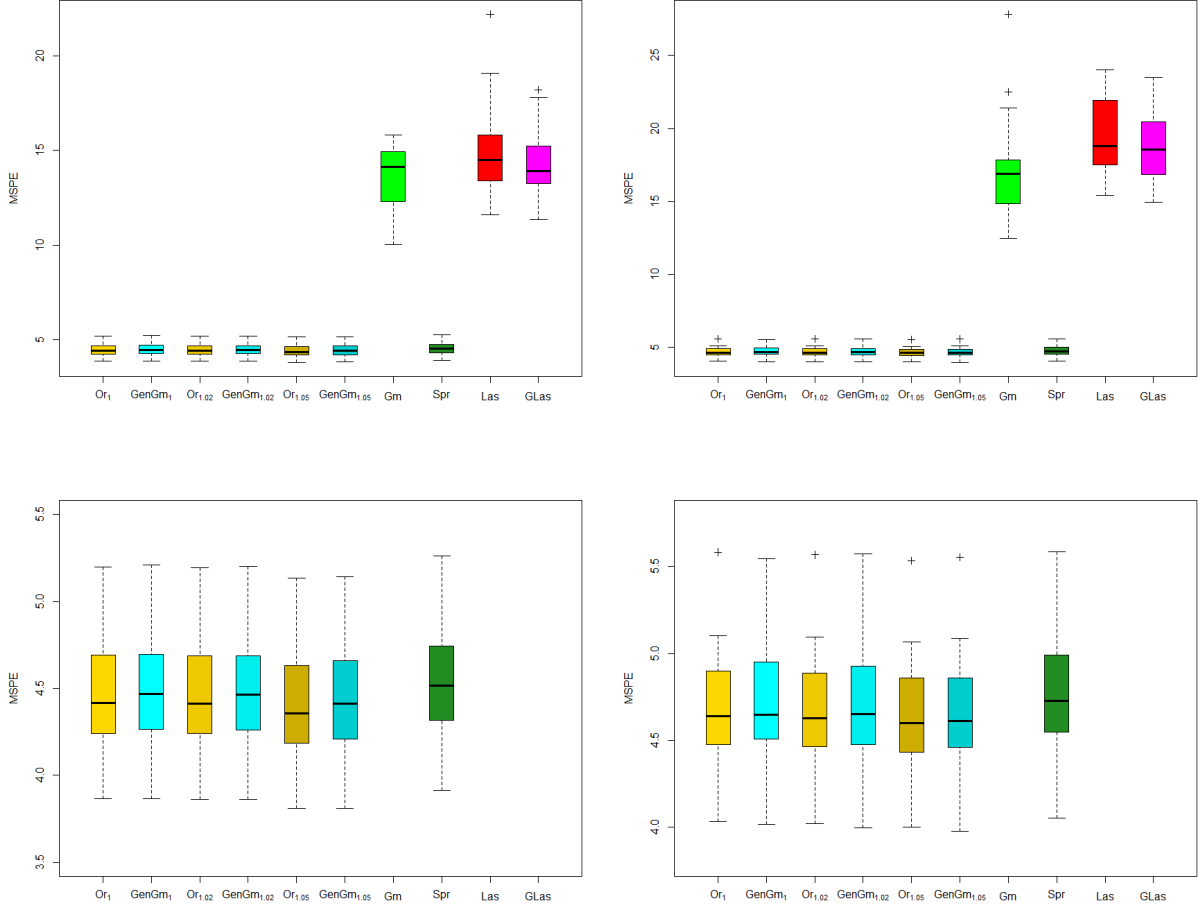 MSPE
20
15
10
5
Or₁ GenGm₁ Or₁.₀₂ GenGm₁.₀₂ Or₁.₀₅ GenGm₁.₀₅ Gm Spr Las GLas
MSPE
25
20
15
10
5
Or₁ GenGm₁ Or₁.₀₂ GenGm₁.₀₂ Or₁.₀₅ GenGm₁.₀₅ Gm Spr Las GLas
MSPE
5.5
5.0
4.5
4.0
3.5
Or₁ GenGm₁ Or₁.₀₂ GenGm₁.₀₂ Or₁.₀₅ GenGm₁.₀₅ Gm Spr Las GLas
MSPE
5.5
5.0
4.5
4.0
Or₁ GenGm₁ Or₁.₀₂ GenGm₁.₀₂ Or₁.₀₅ GenGm₁.₀₅ Gm Spr Las GLas